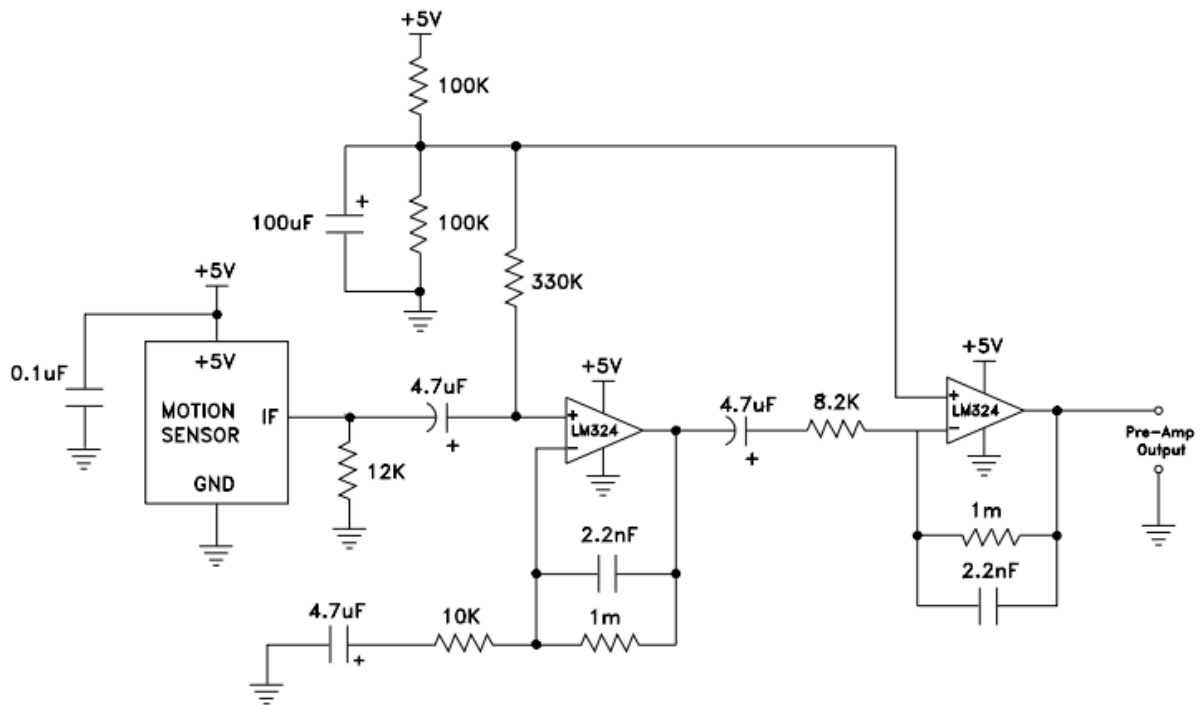 +5V
100K
100uF
+
100K
330K
+5V
+5V
0.1uF
MOTION
SENSOR
IF
GND
12K
4.7uF
+
+5V
+
−
LM324
4.7uF
+
8.2K
+5V
+
−
LM324
Pre-Amp
Output
2.2nF
1m
4.7uF
+
10K
1m
2.2nF